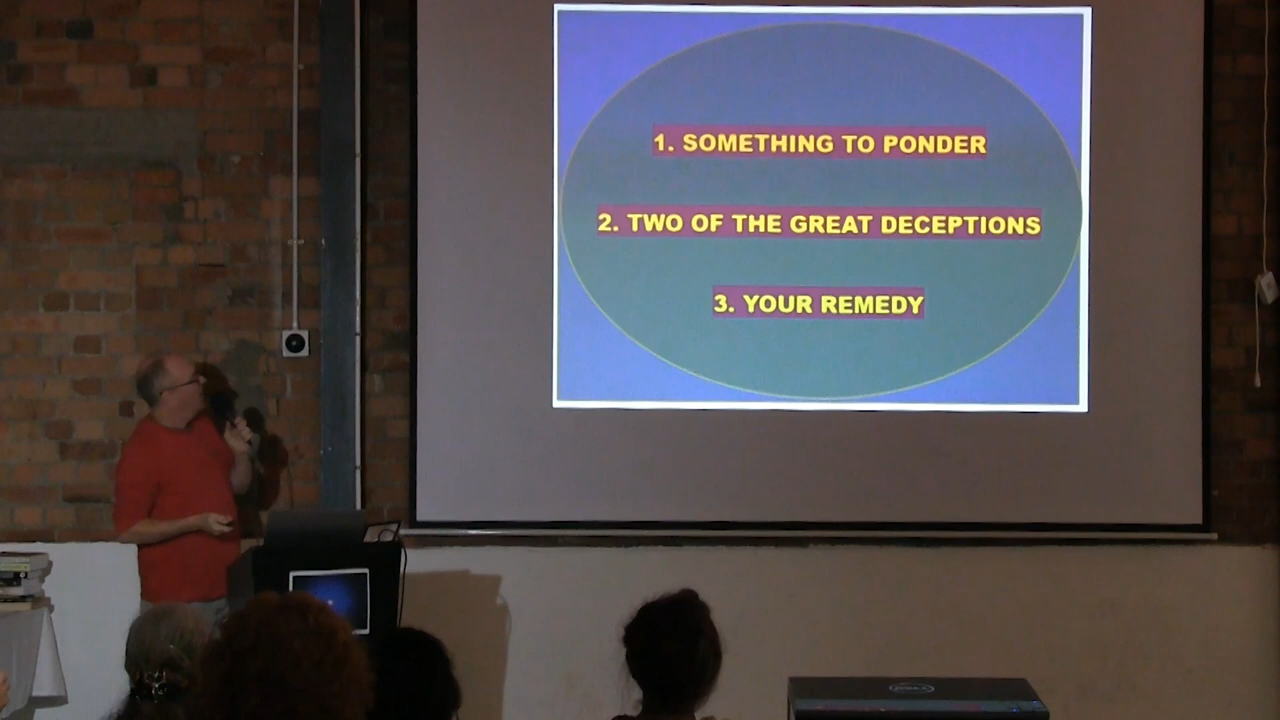 1. SOMETHING TO PONDER
2. TWO OF THE GREAT DECEPTIONS
3. YOUR REMEDY